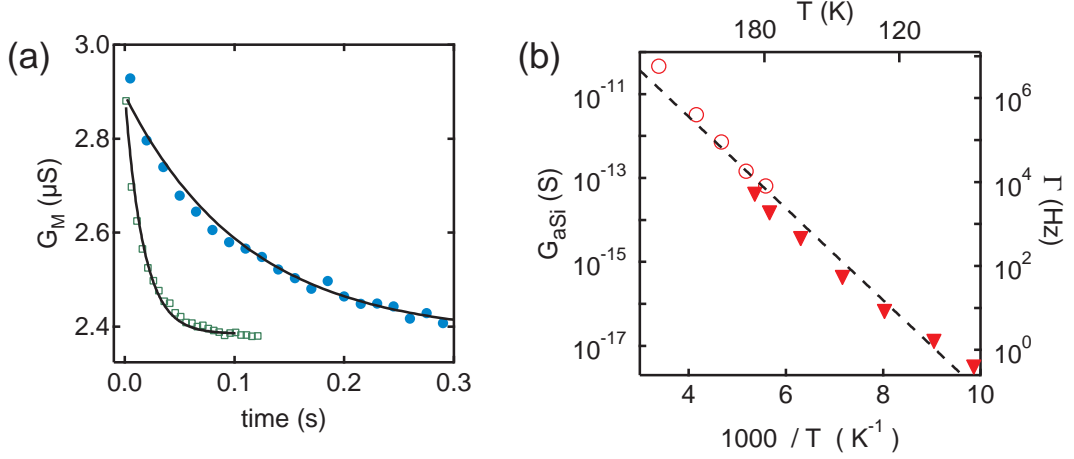 (a)
3.0
2.8
2.6
2.4
G_M (µS)
0.0 0.1 0.2 0.3
time (s)
(b)
T (K)
180 120
10^-11
10^-13
10^-15
10^-17
G_aSi (S)
10^6
10^4
10^2
10^0
Γ (Hz)
4 6 8 10
1000 / T ( K^-1 )